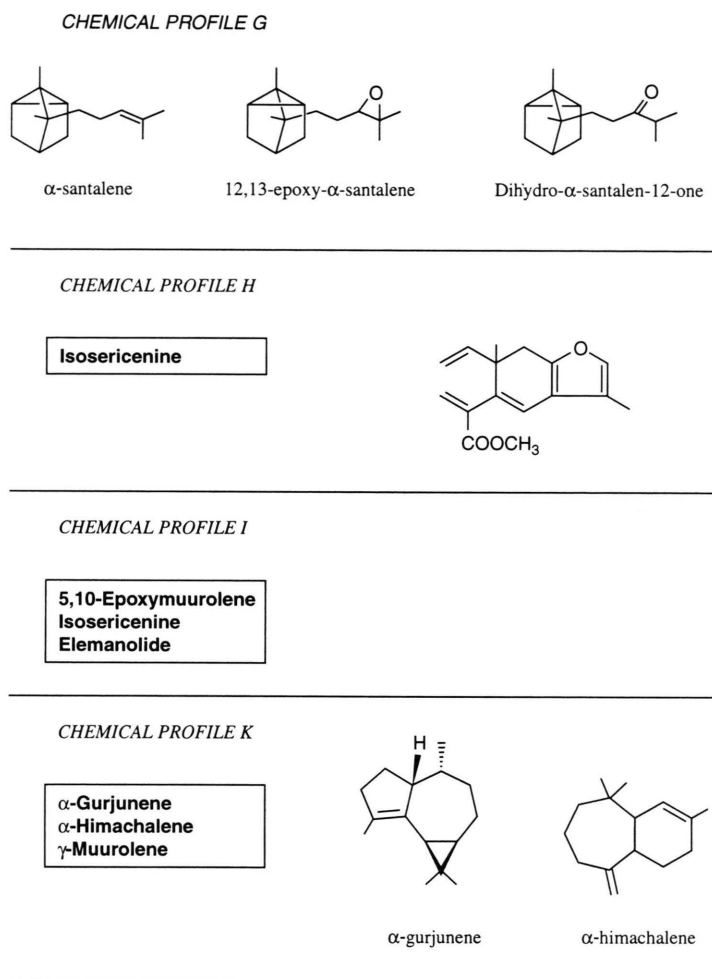 CHEMICAL PROFILE G
O
O
α-santalene
12,13-epoxy-α-santalene
Dihydro-α-santalen-12-one
CHEMICAL PROFILE H
Isosericenine
O
COOCH3
CHEMICAL PROFILE I
5,10-Epoxymuurolene
Isosericenine
Elemanolide
CHEMICAL PROFILE K
H
α-Gurjunene
α-Himachalene
γ-Muurolene
α-gurjunene
α-himachalene